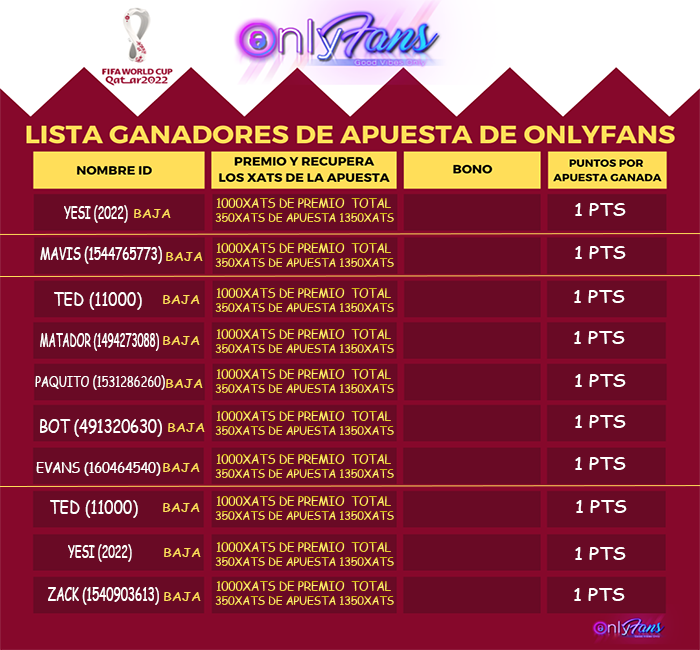 FIFA WORLD CUP
Qatar2022
OnlyFans
Good Vibes Only
LISTA GANADORES DE APUESTA DE ONLYFANS
NOMBRE ID
PREMIO Y RECUPERA
LOS XATS DE LA APUESTA
BONO
PUNTOS POR
APUESTA GANADA
YESI (2022) BAJA
1000XATS DE PREMIO TOTAL
350XATS DE APUESTA 1350XATS
1 PTS
MAVIS (1544765773) BAJA
1000XATS DE PREMIO TOTAL
350XATS DE APUESTA 1350XATS
1 PTS
TED (11000) BAJA
1000XATS DE PREMIO TOTAL
350XATS DE APUESTA 1350XATS
1 PTS
MATADOR (1494273088) BAJA
1000XATS DE PREMIO TOTAL
350XATS DE APUESTA 1350XATS
1 PTS
PAQUITO (1531286260) BAJA
1000XATS DE PREMIO TOTAL
350XATS DE APUESTA 1350XATS
1 PTS
BOT (491320630) BAJA
1000XATS DE PREMIO TOTAL
350XATS DE APUESTA 1350XATS
1 PTS
EVANS (160464540) BAJA
1000XATS DE PREMIO TOTAL
350XATS DE APUESTA 1350XATS
1 PTS
TED (11000) BAJA
1000XATS DE PREMIO TOTAL
350XATS DE APUESTA 1350XATS
1 PTS
YESI (2022) BAJA
1000XATS DE PREMIO TOTAL
350XATS DE APUESTA 1350XATS
1 PTS
ZACK (1540903613) BAJA
1000XATS DE PREMIO TOTAL
350XATS DE APUESTA 1350XATS
1 PTS
OnlyFans